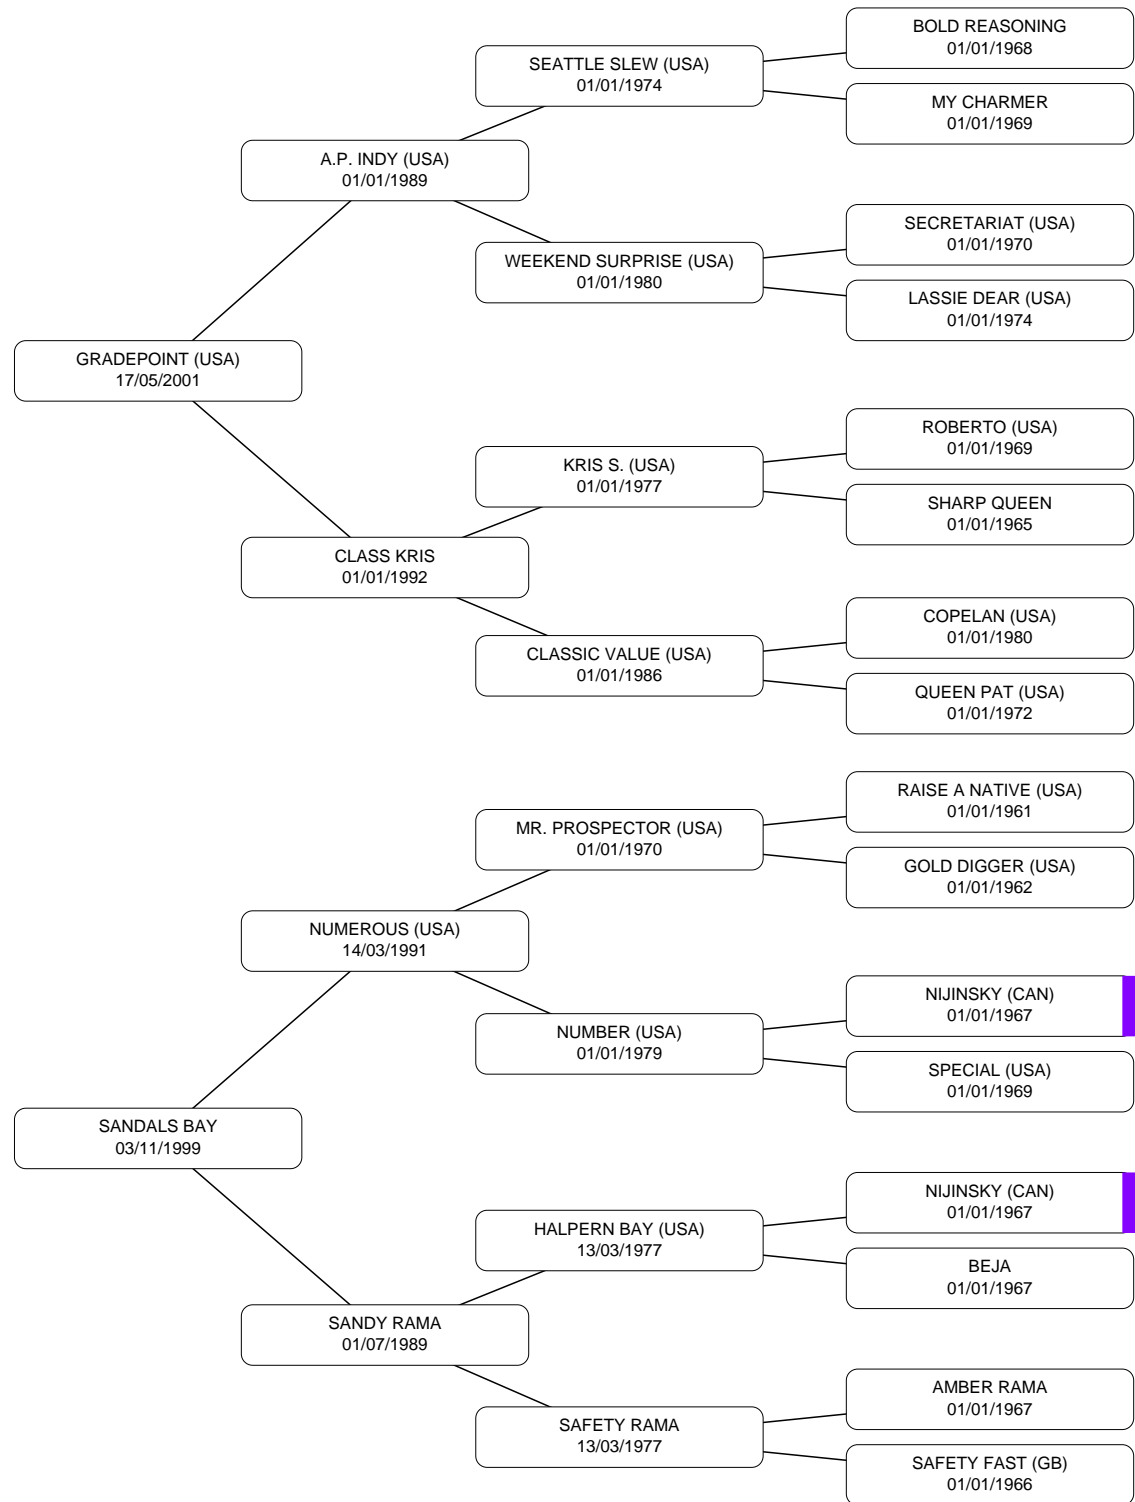 BOLD REASONING
01/01/1968
SEATTLE SLEW (USA)
01/01/1974
MY CHARMER
01/01/1969
A.P. INDY (USA)
01/01/1989
SECRETARIAT (USA)
01/01/1970
WEEKEND SURPRISE (USA)
01/01/1980
LASSIE DEAR (USA)
01/01/1974
GRADEPOINT (USA)
17/05/2001
ROBERTO (USA)
01/01/1969
KRIS S. (USA)
01/01/1977
SHARP QUEEN
01/01/1965
CLASS KRIS
01/01/1992
COPELAN (USA)
01/01/1980
CLASSIC VALUE (USA)
01/01/1986
QUEEN PAT (USA)
01/01/1972
RAISE A NATIVE (USA)
01/01/1961
MR. PROSPECTOR (USA)
01/01/1970
GOLD DIGGER (USA)
01/01/1962
NUMEROUS (USA)
14/03/1991
NIJINSKY (CAN)
01/01/1967
NUMBER (USA)
01/01/1979
SPECIAL (USA)
01/01/1969
SANDALS BAY
03/11/1999
NIJINSKY (CAN)
01/01/1967
HALPERN BAY (USA)
13/03/1977
BEJA
01/01/1967
SANDY RAMA
01/07/1989
AMBER RAMA
01/01/1967
SAFETY RAMA
13/03/1977
SAFETY FAST (GB)
01/01/1966